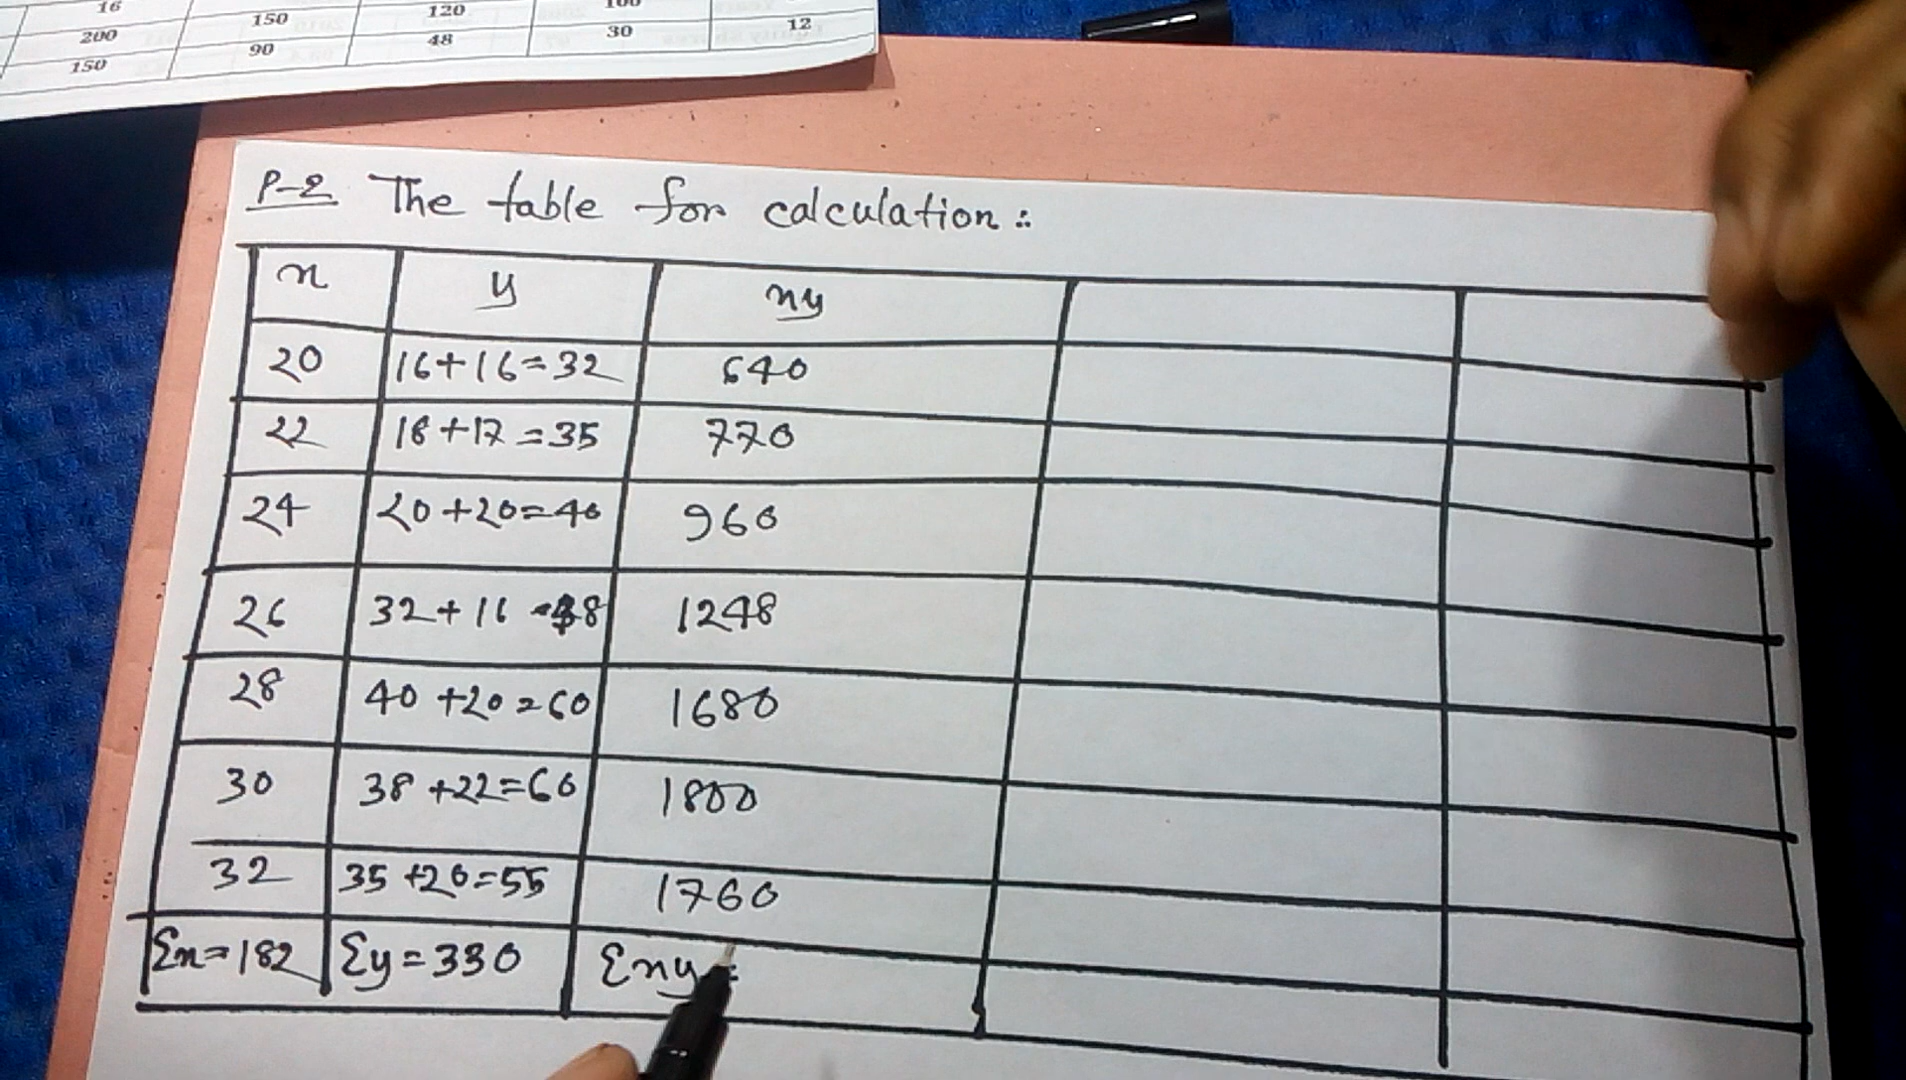 16 120 100
200 150 48 30 12
150 90
P-2 The table for calculation :
x y xy
20 16+16=32 640
22 18+17=35 770
24 20+20=40 960
26 32+16=48 1248
28 40+20=60 1680
30 38+22=60 1800
32 35+20=55 1760
Σx=182 Σy=330 Σxy=